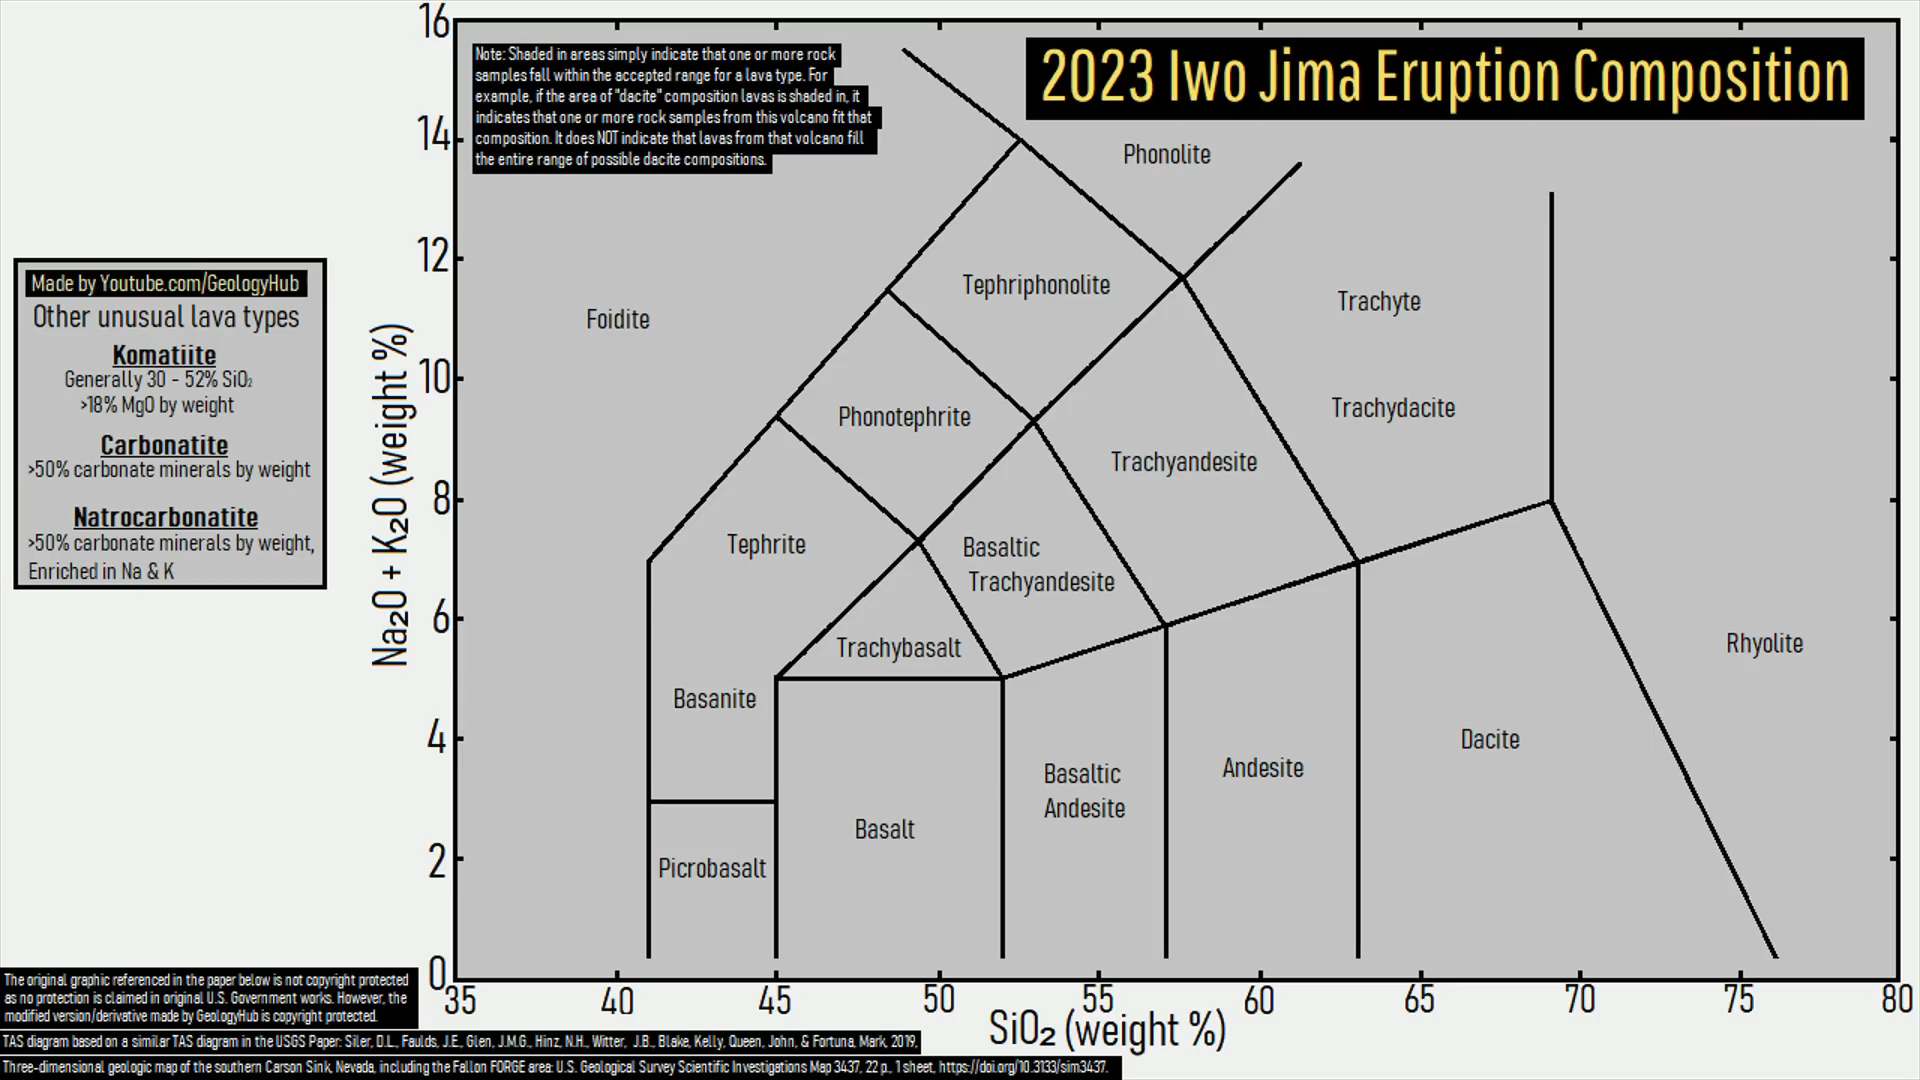 2023 Iwo Jima Eruption Composition
Note: Shaded in areas simply indicate that one or more rock
samples fall within the accepted range for a lava type. For
example, if the area of "dacite" composition lavas is shaded in, it
indicates that one or more rock samples from this volcano fit that
composition. It does NOT indicate that lavas from that volcano fill
the entire range of possible dacite compositions.
Made by Youtube.com/GeologyHub
Other unusual lava types
Komatiite
Generally 30 - 52% SiO₂
>18% MgO by weight
Carbonatite
>50% carbonate minerals by weight
Natrocarbonatite
>50% carbonate minerals by weight,
Enriched in Na & K
Na₂O + K₂O (weight %)
16
14
12
10
8
6
4
2
0
Phonolite
Tephriphonolite
Trachyte
Foidite
Trachydacite
Phonotephrite
Trachyandesite
Tephrite
Basaltic
Trachyandesite
Trachybasalt
Rhyolite
Basanite
Dacite
Basaltic
Andesite
Andesite
Basalt
Picrobasalt
35
40
45
50
55
60
65
70
75
80
SiO₂ (weight %)
The original graphic referenced in the paper below is not copyright protected
as no protection is claimed in original U.S. Government works. However, the
modified version/derivative made by GeologyHub is copyright protected.
TAS diagram based on a similar TAS diagram in the USGS Paper: Siler, D.L., Faulds, J.E., Glen, J.M.G., Hinz, N.H., Witter, J.B., Blake, Kelly, Queen, John, & Fortuna, Mark, 2019,
Three-dimensional geologic map of the southern Carson Sink, Nevada, including the Fallon FORGE area: U.S. Geological Survey Scientific Investigations Map 3437, 22 p., 1 sheet, https://doi.org/10.3133/sim3437.